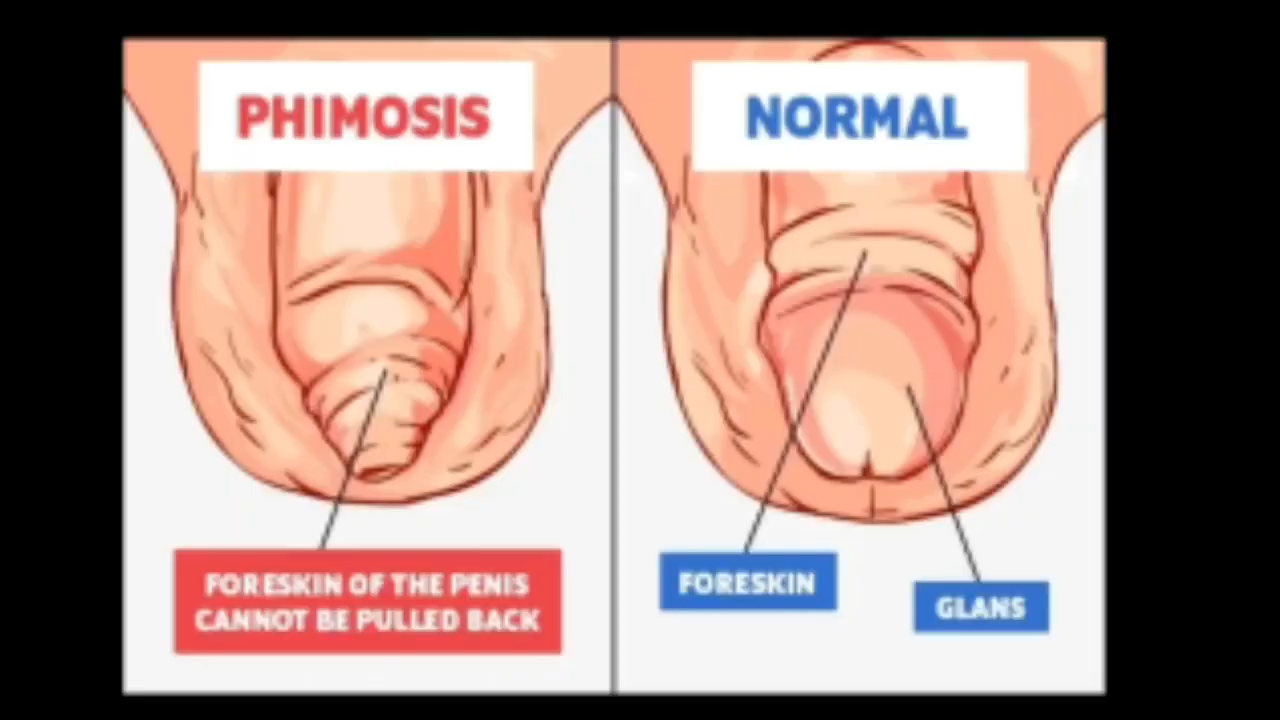 PHIMOSIS
NORMAL
FORESKIN OF THE PENIS
CANNOT BE PULLED BACK
FORESKIN
GLANS